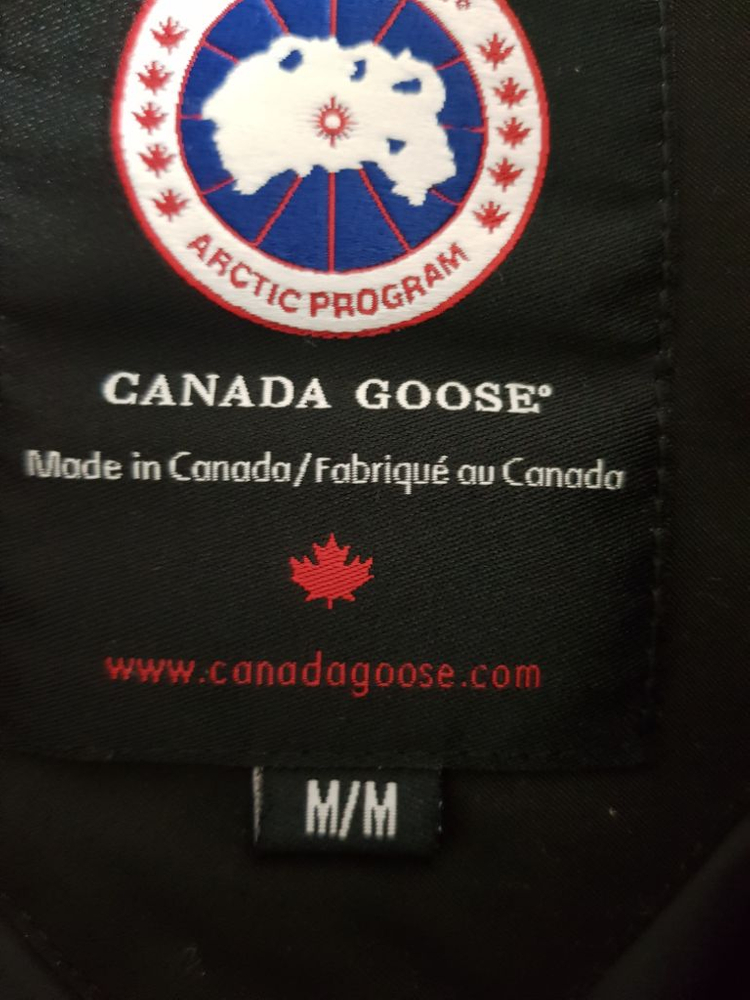 ARCTIC PROGRAM
CANADA GOOSE®
Made in Canada/Fabriqué au Canada
www.canadagoose.com
M/M